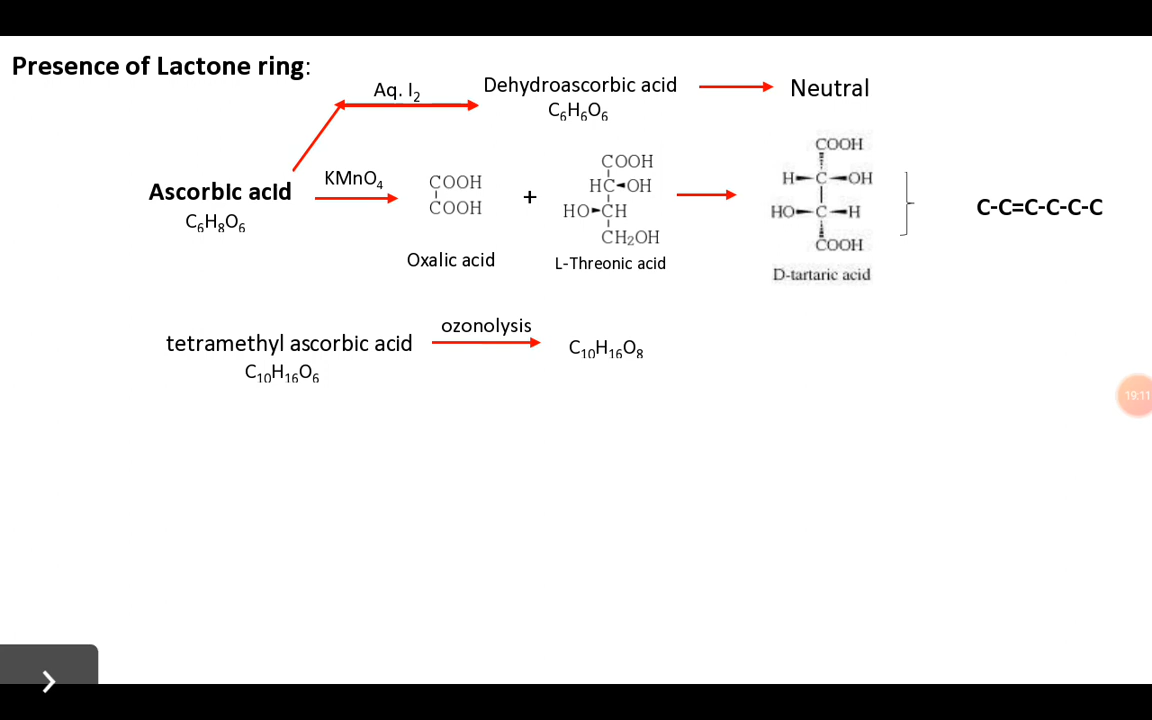 Presence of Lactone ring:
Aq. I₂
Dehydroascorbic acid
C₆H₆O₆
Neutral
Ascorbic acid
C₆H₈O₆
KMnO₄
COOH
COOH
Oxalic acid
+
COOH
HC OH
HO CH
CH₂OH
L-Threonic acid
COOH
H C OH
HO C H
COOH
D-tartaric acid
C-C=C-C-C-C
tetramethyl ascorbic acid
C₁₀H₁₆O₆
ozonolysis
C₁₀H₁₆O₈
19:11